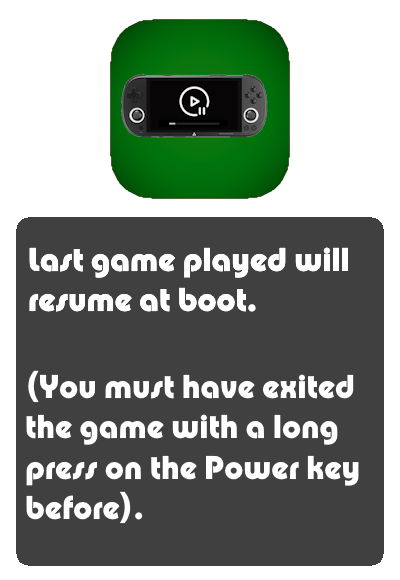 Last game played will
resume at boot.
(You must have exited
the game with a long
press on the Power key
before).